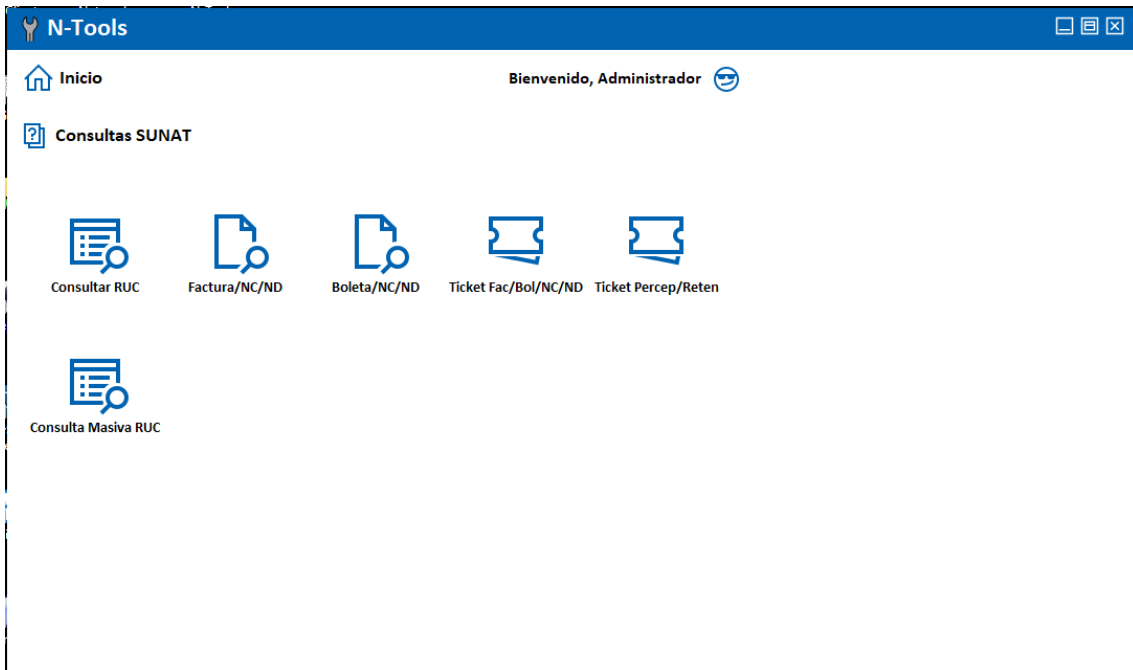 N-Tools
Inicio
Bienvenido, Administrador
Consultas SUNAT
Consultar RUC
Factura/NC/ND
Boleta/NC/ND
Ticket Fac/Bol/NC/ND
Ticket Percep/Reten
Consulta Masiva RUC